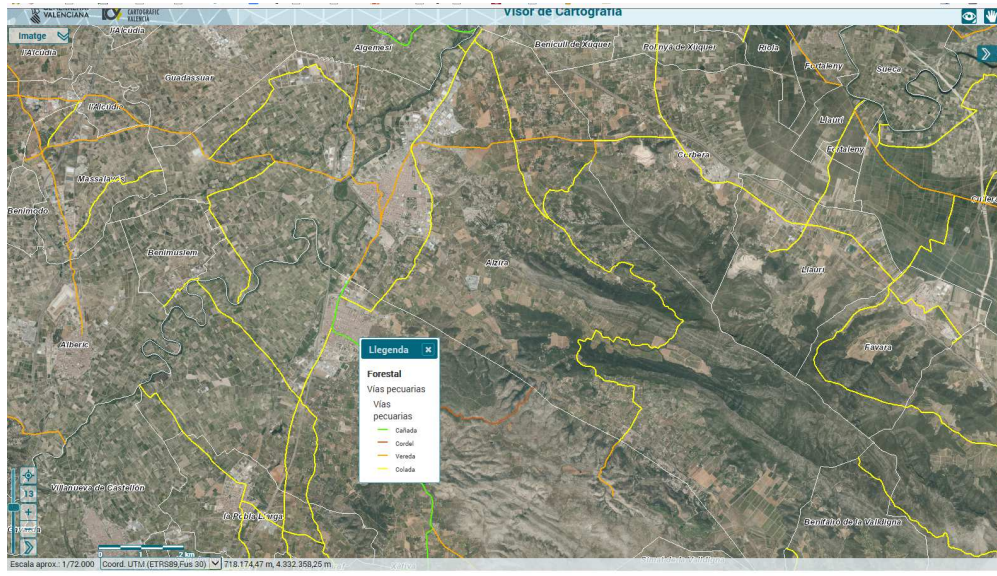 VALENCIANA
CARTOGRÀFIC
VALENCIÀ
Visor de Cartografia
Imatge
l'Alcúdia
l'Alcúdia
Algemesí
Benicull de Xúquer
Polinyà de Xúquer
Riola
Fortaleny
Sueca
Guadassuar
l'Alcúdia
Llaurí
Fortaleny
Corbera
Massalavés
Benimodo
Benimuslem
Alzira
Llaurí
Alberic
Favara
Llegenda
Forestal
Vías pecuarias
Vías
pecuarias
Cañada
Cordel
Vereda
Colada
13
Villanueva de Castellón
la Pobla Llarga
Benifairó de la Valldigna
0 1 2 km
Escala aprox.: 1/72.000 Coord. UTM (ETRS89,Fus 30) 718.174,47 m, 4.332.358,25 m